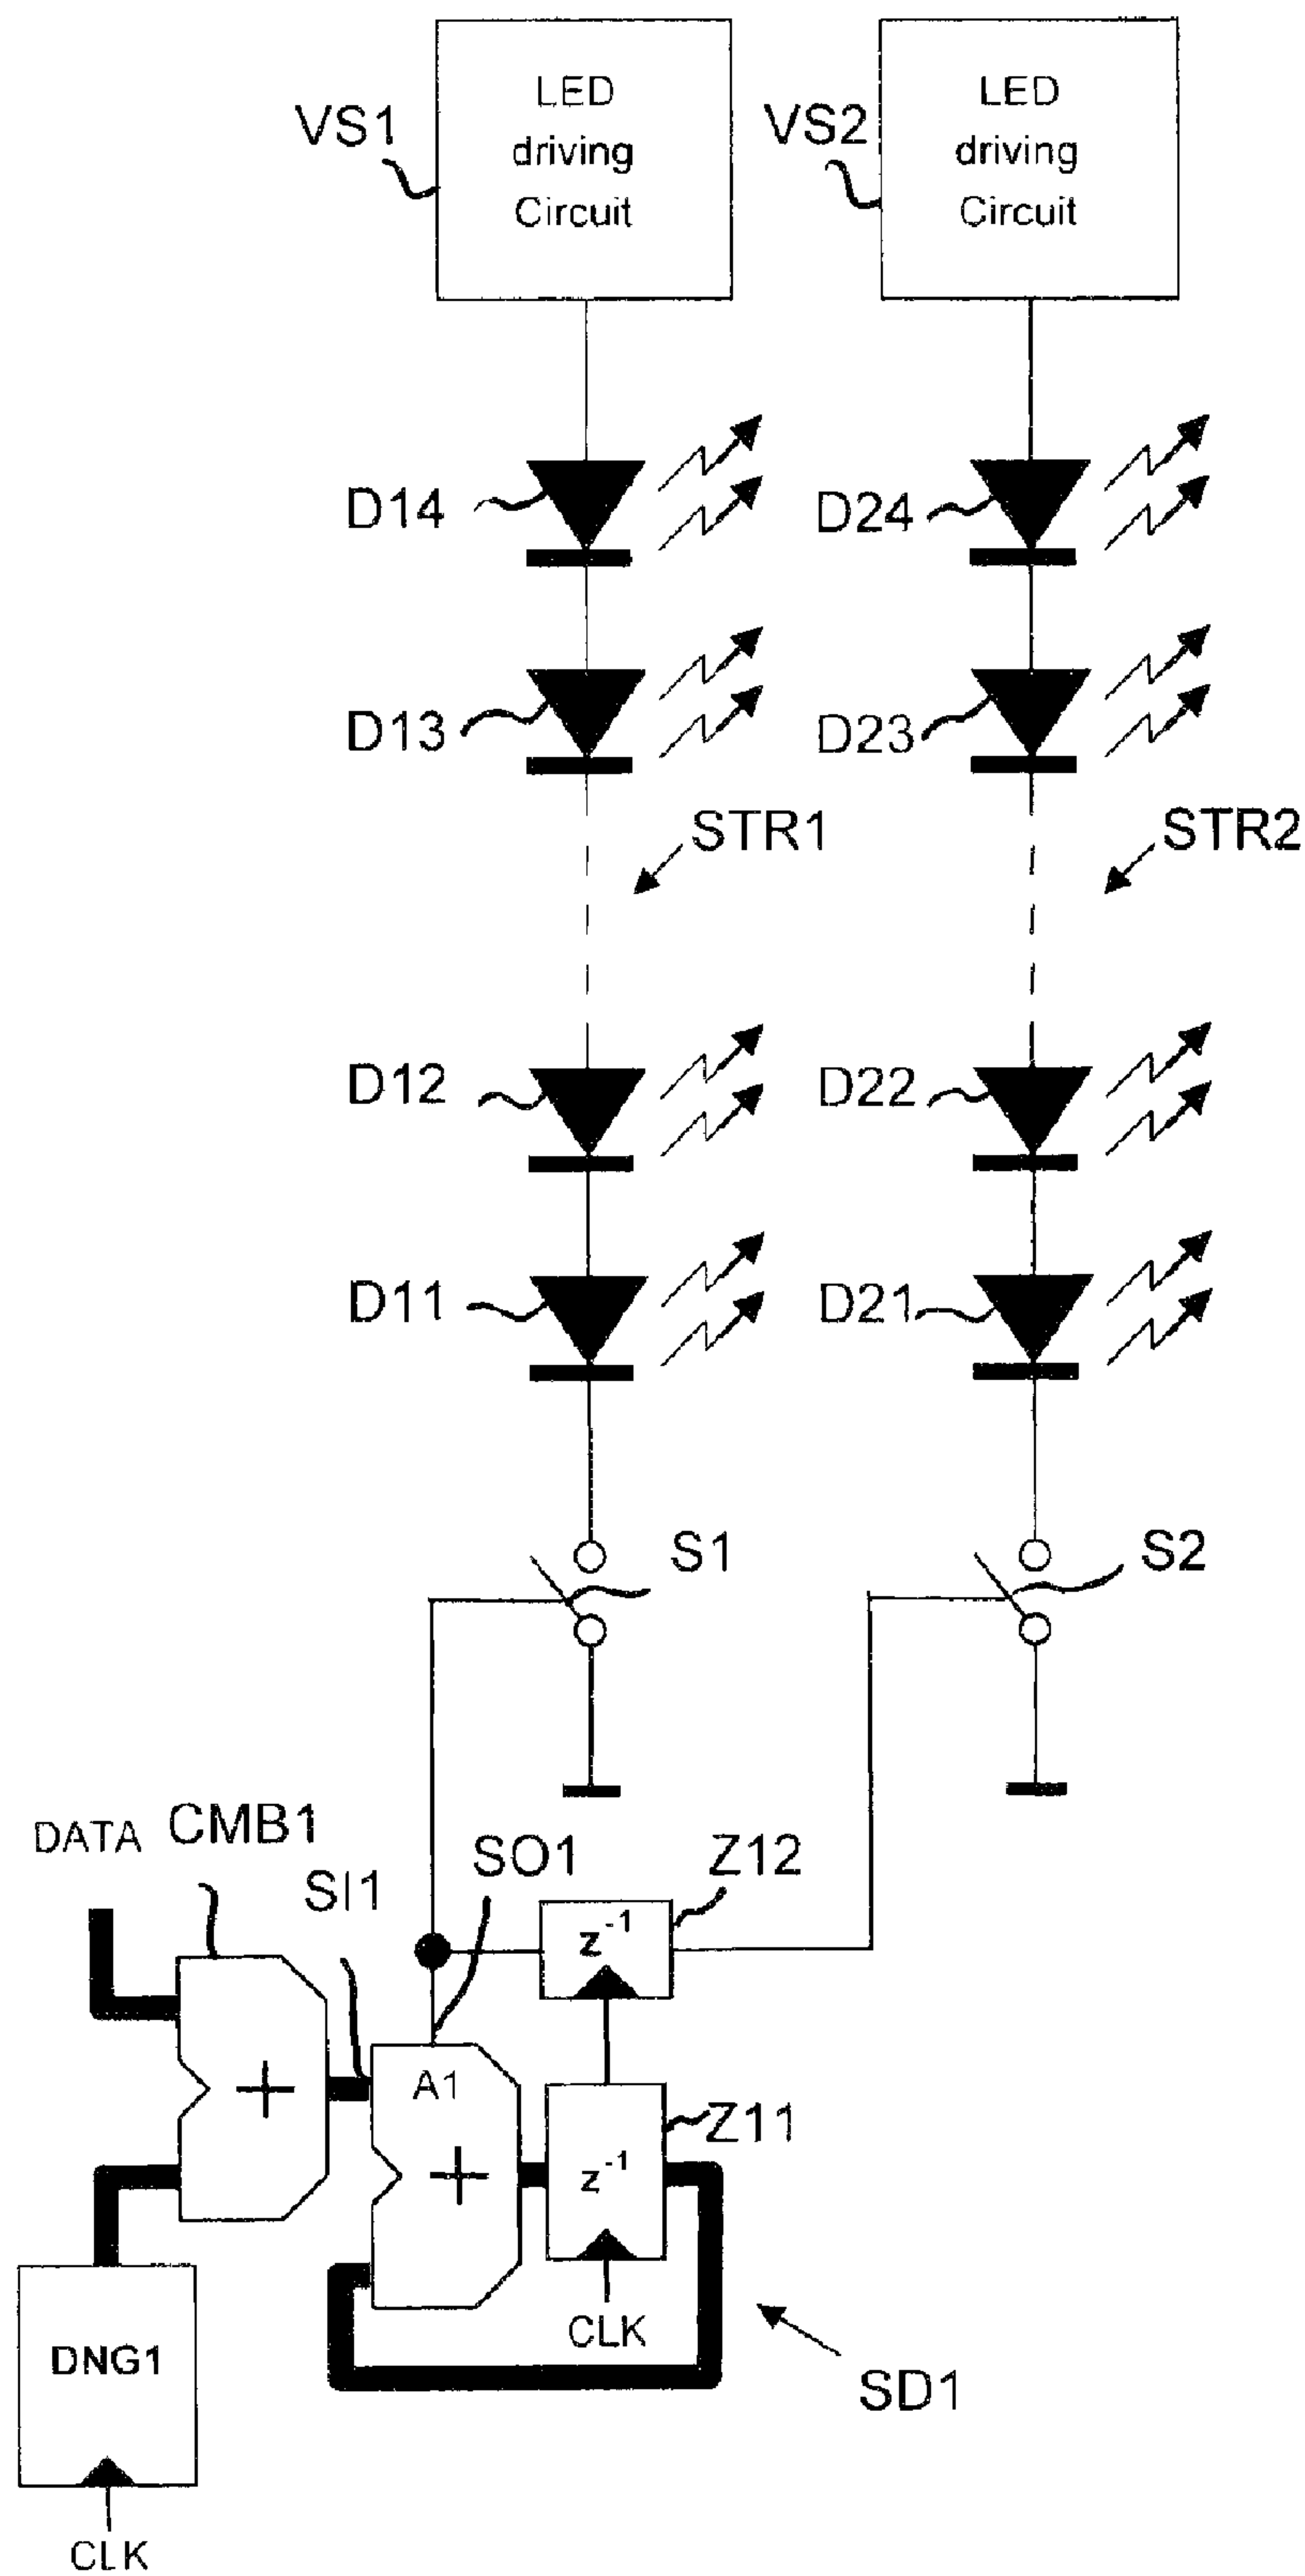 LED
driving
Circuit
LED
driving
Circuit
VS1
VS2
D14
D24
D13
D23
STR1
STR2
D12
D22
D11
D21
S1
S2
DATA
CMB1
SI1
SO1
Z12
z-1
A1
+
+
Z11
z-1
CLK
DNG1
SD1
CLK